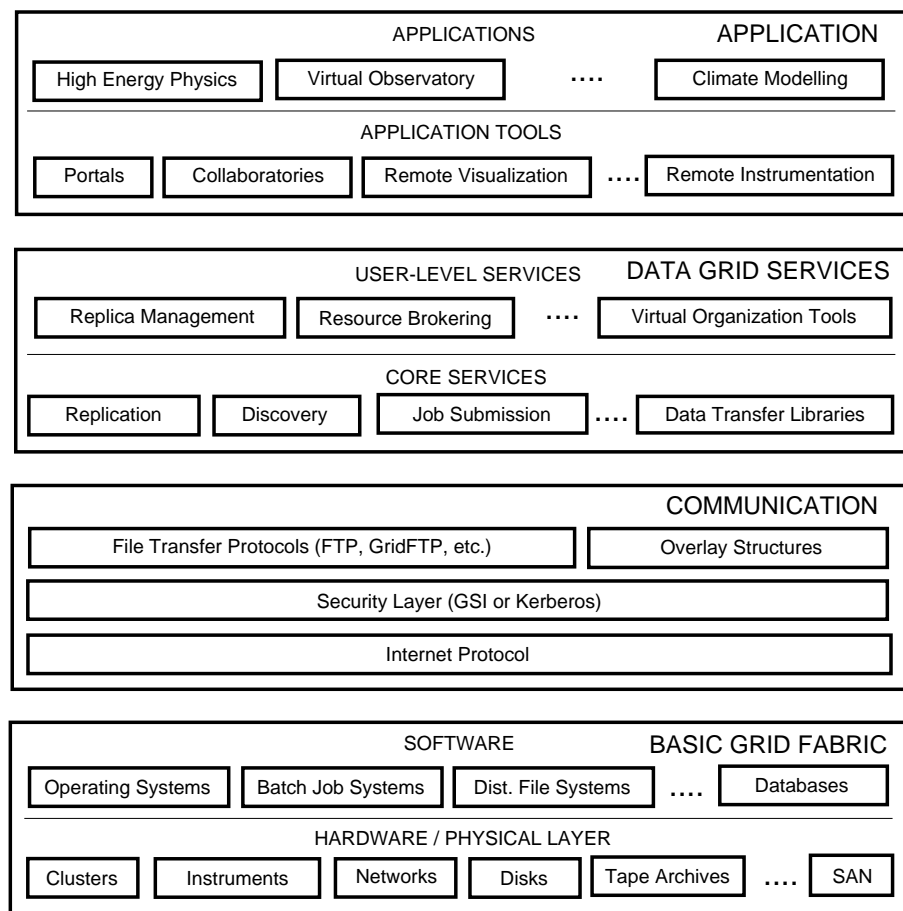 APPLICATIONS APPLICATION
High Energy Physics Virtual Observatory .... Climate Modelling
APPLICATION TOOLS
Portals Collaboratories Remote Visualization .... Remote Instrumentation
USER-LEVEL SERVICES DATA GRID SERVICES
Replica Management Resource Brokering .... Virtual Organization Tools
CORE SERVICES
Replication Discovery Job Submission .... Data Transfer Libraries
COMMUNICATION
File Transfer Protocols (FTP, GridFTP, etc.) Overlay Structures
Security Layer (GSI or Kerberos)
Internet Protocol
SOFTWARE BASIC GRID FABRIC
Operating Systems Batch Job Systems Dist. File Systems .... Databases
HARDWARE / PHYSICAL LAYER
Clusters Instruments Networks Disks Tape Archives .... SAN